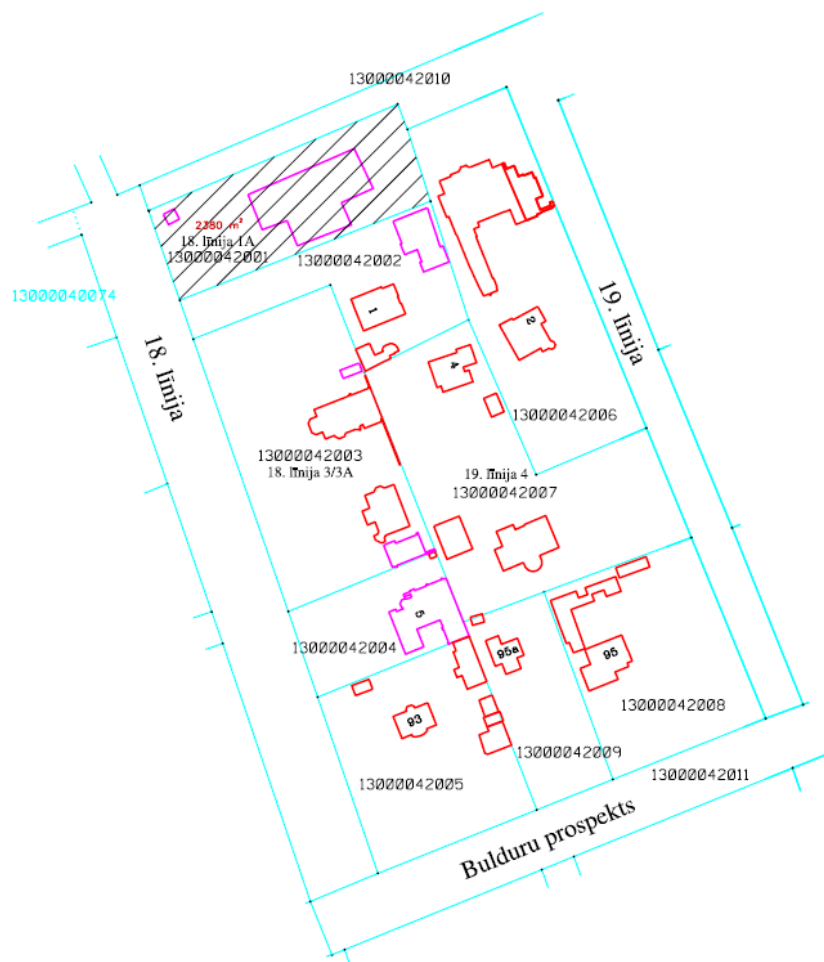 13000042010
2380 m²
18. līnija 1A
13000042001
13000042002
13000040074
1
2
18. līnija
19. līnija
4
13000042006
13000042003
18. līnija 3/3A
19. līnija 4
13000042007
5
13000042004
95a
95
93
13000042008
13000042009
13000042011
13000042005
Bulduru prospekts